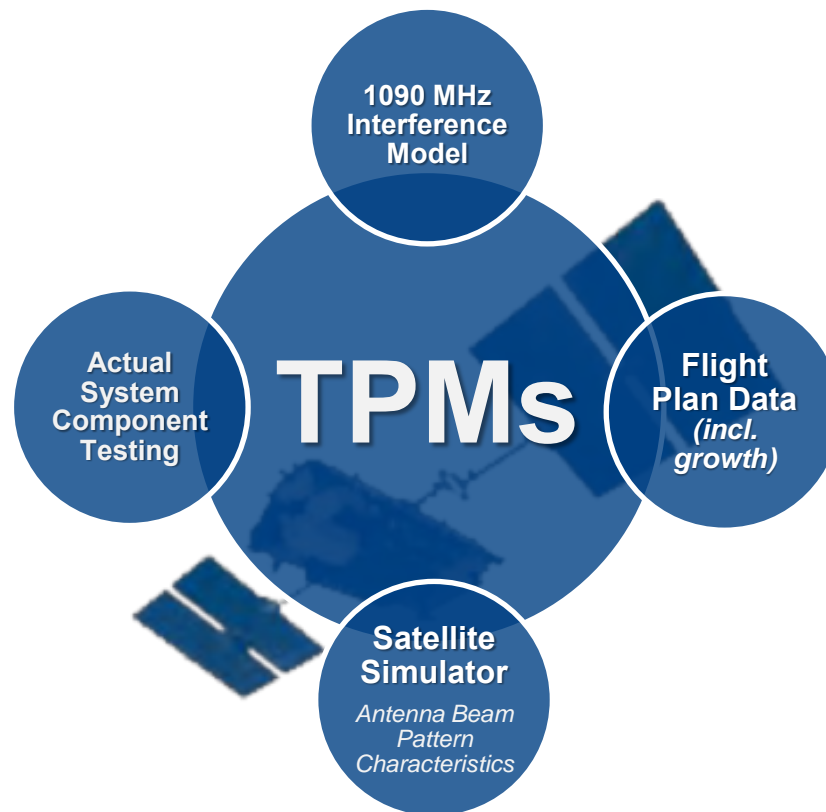 1090 MHz
Interference
Model
Actual
System
Component
Testing
TPMs
Flight
Plan Data
(incl.
growth)
Satellite
Simulator
Antenna Beam
Pattern
Characteristics